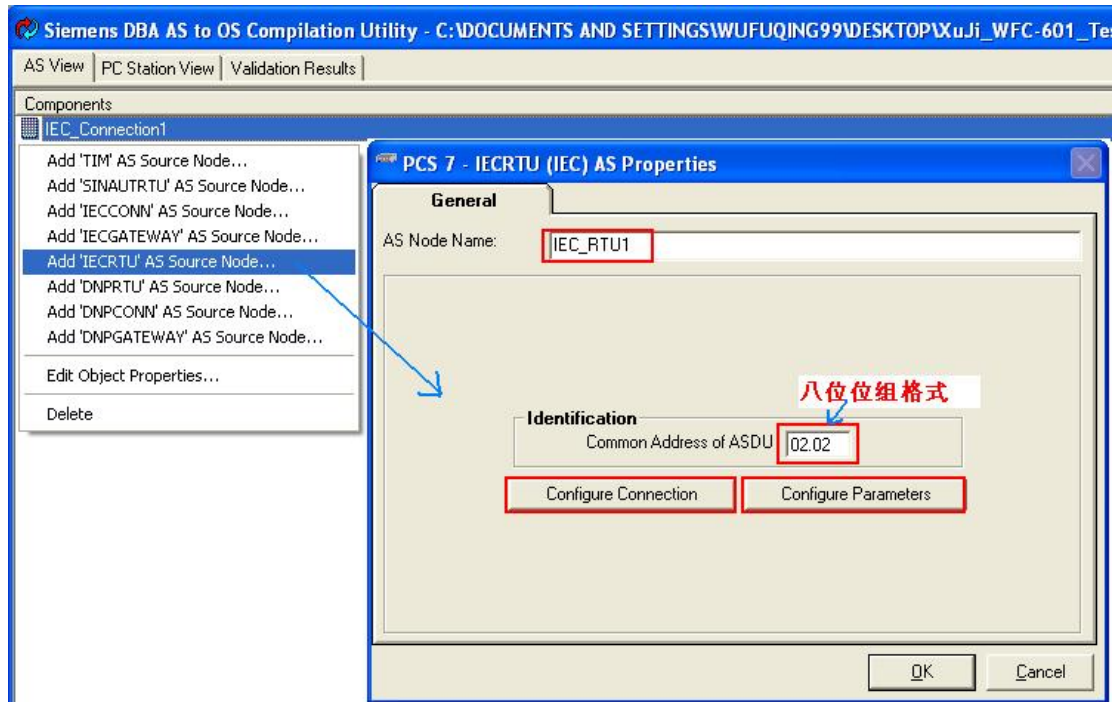 Siemens DBA AS to OS Compilation Utility - C:\DOCUMENTS AND SETTINGS\WUFUQING99\DESKTOP\XuJi_WFC-601_Te
AS View PC Station View Validation Results
Components
IEC_Connection1
Add 'TIM' AS Source Node...
Add 'SINAUTRTU' AS Source Node...
Add 'IECCONN' AS Source Node...
Add 'IECGATEWAY' AS Source Node...
Add 'IECRTU' AS Source Node...
Add 'DNPRTU' AS Source Node...
Add 'DNPCONN' AS Source Node...
Add 'DNPGATEWAY' AS Source Node...
Edit Object Properties...
Delete
PCS 7 - IECRTU (IEC) AS Properties
General
AS Node Name: IEC_RTU1
八位位组格式
Identification
Common Address of ASDU 02.02
Configure Connection Configure Parameters
OK Cancel